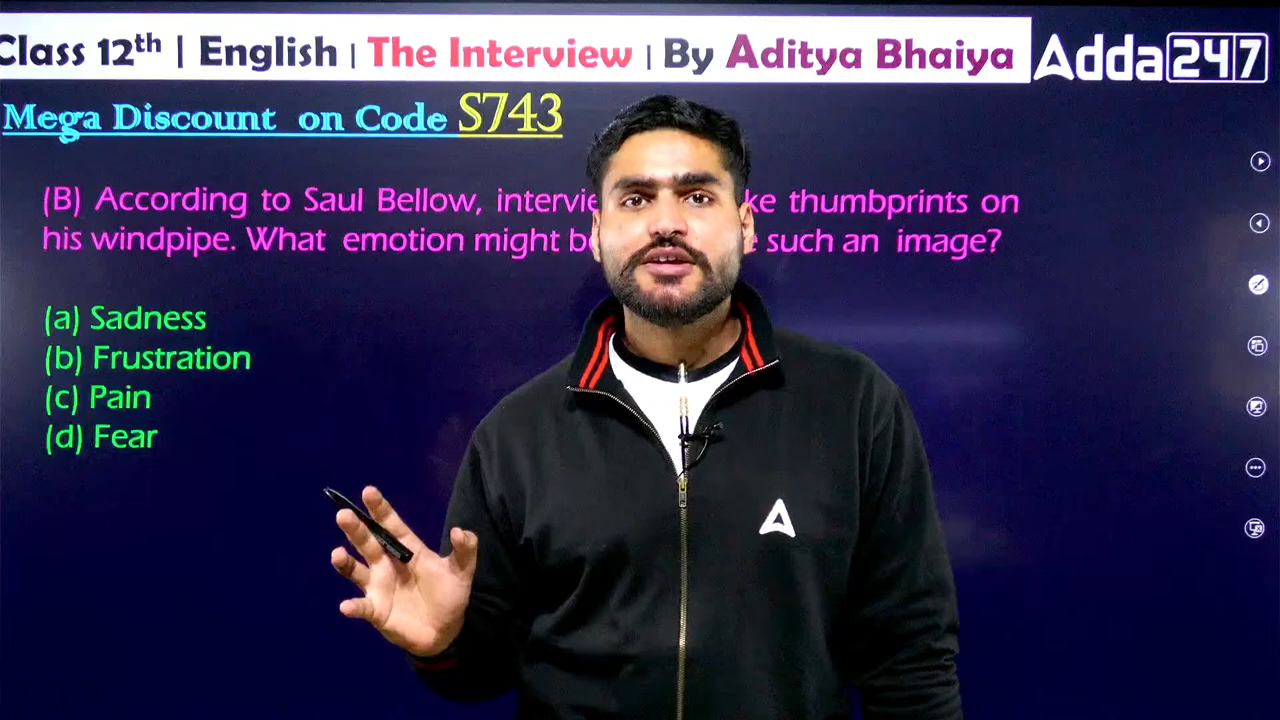 Class 12th | English | The Interview | By Aditya Bhaiya
Adda247
Mega Discount on Code S743
(B) According to Saul Bellow, thumbprints on
his windpipe. What emotion might such an image?
(a) Sadness
(b) Frustration
(c) Pain
(d) Fear